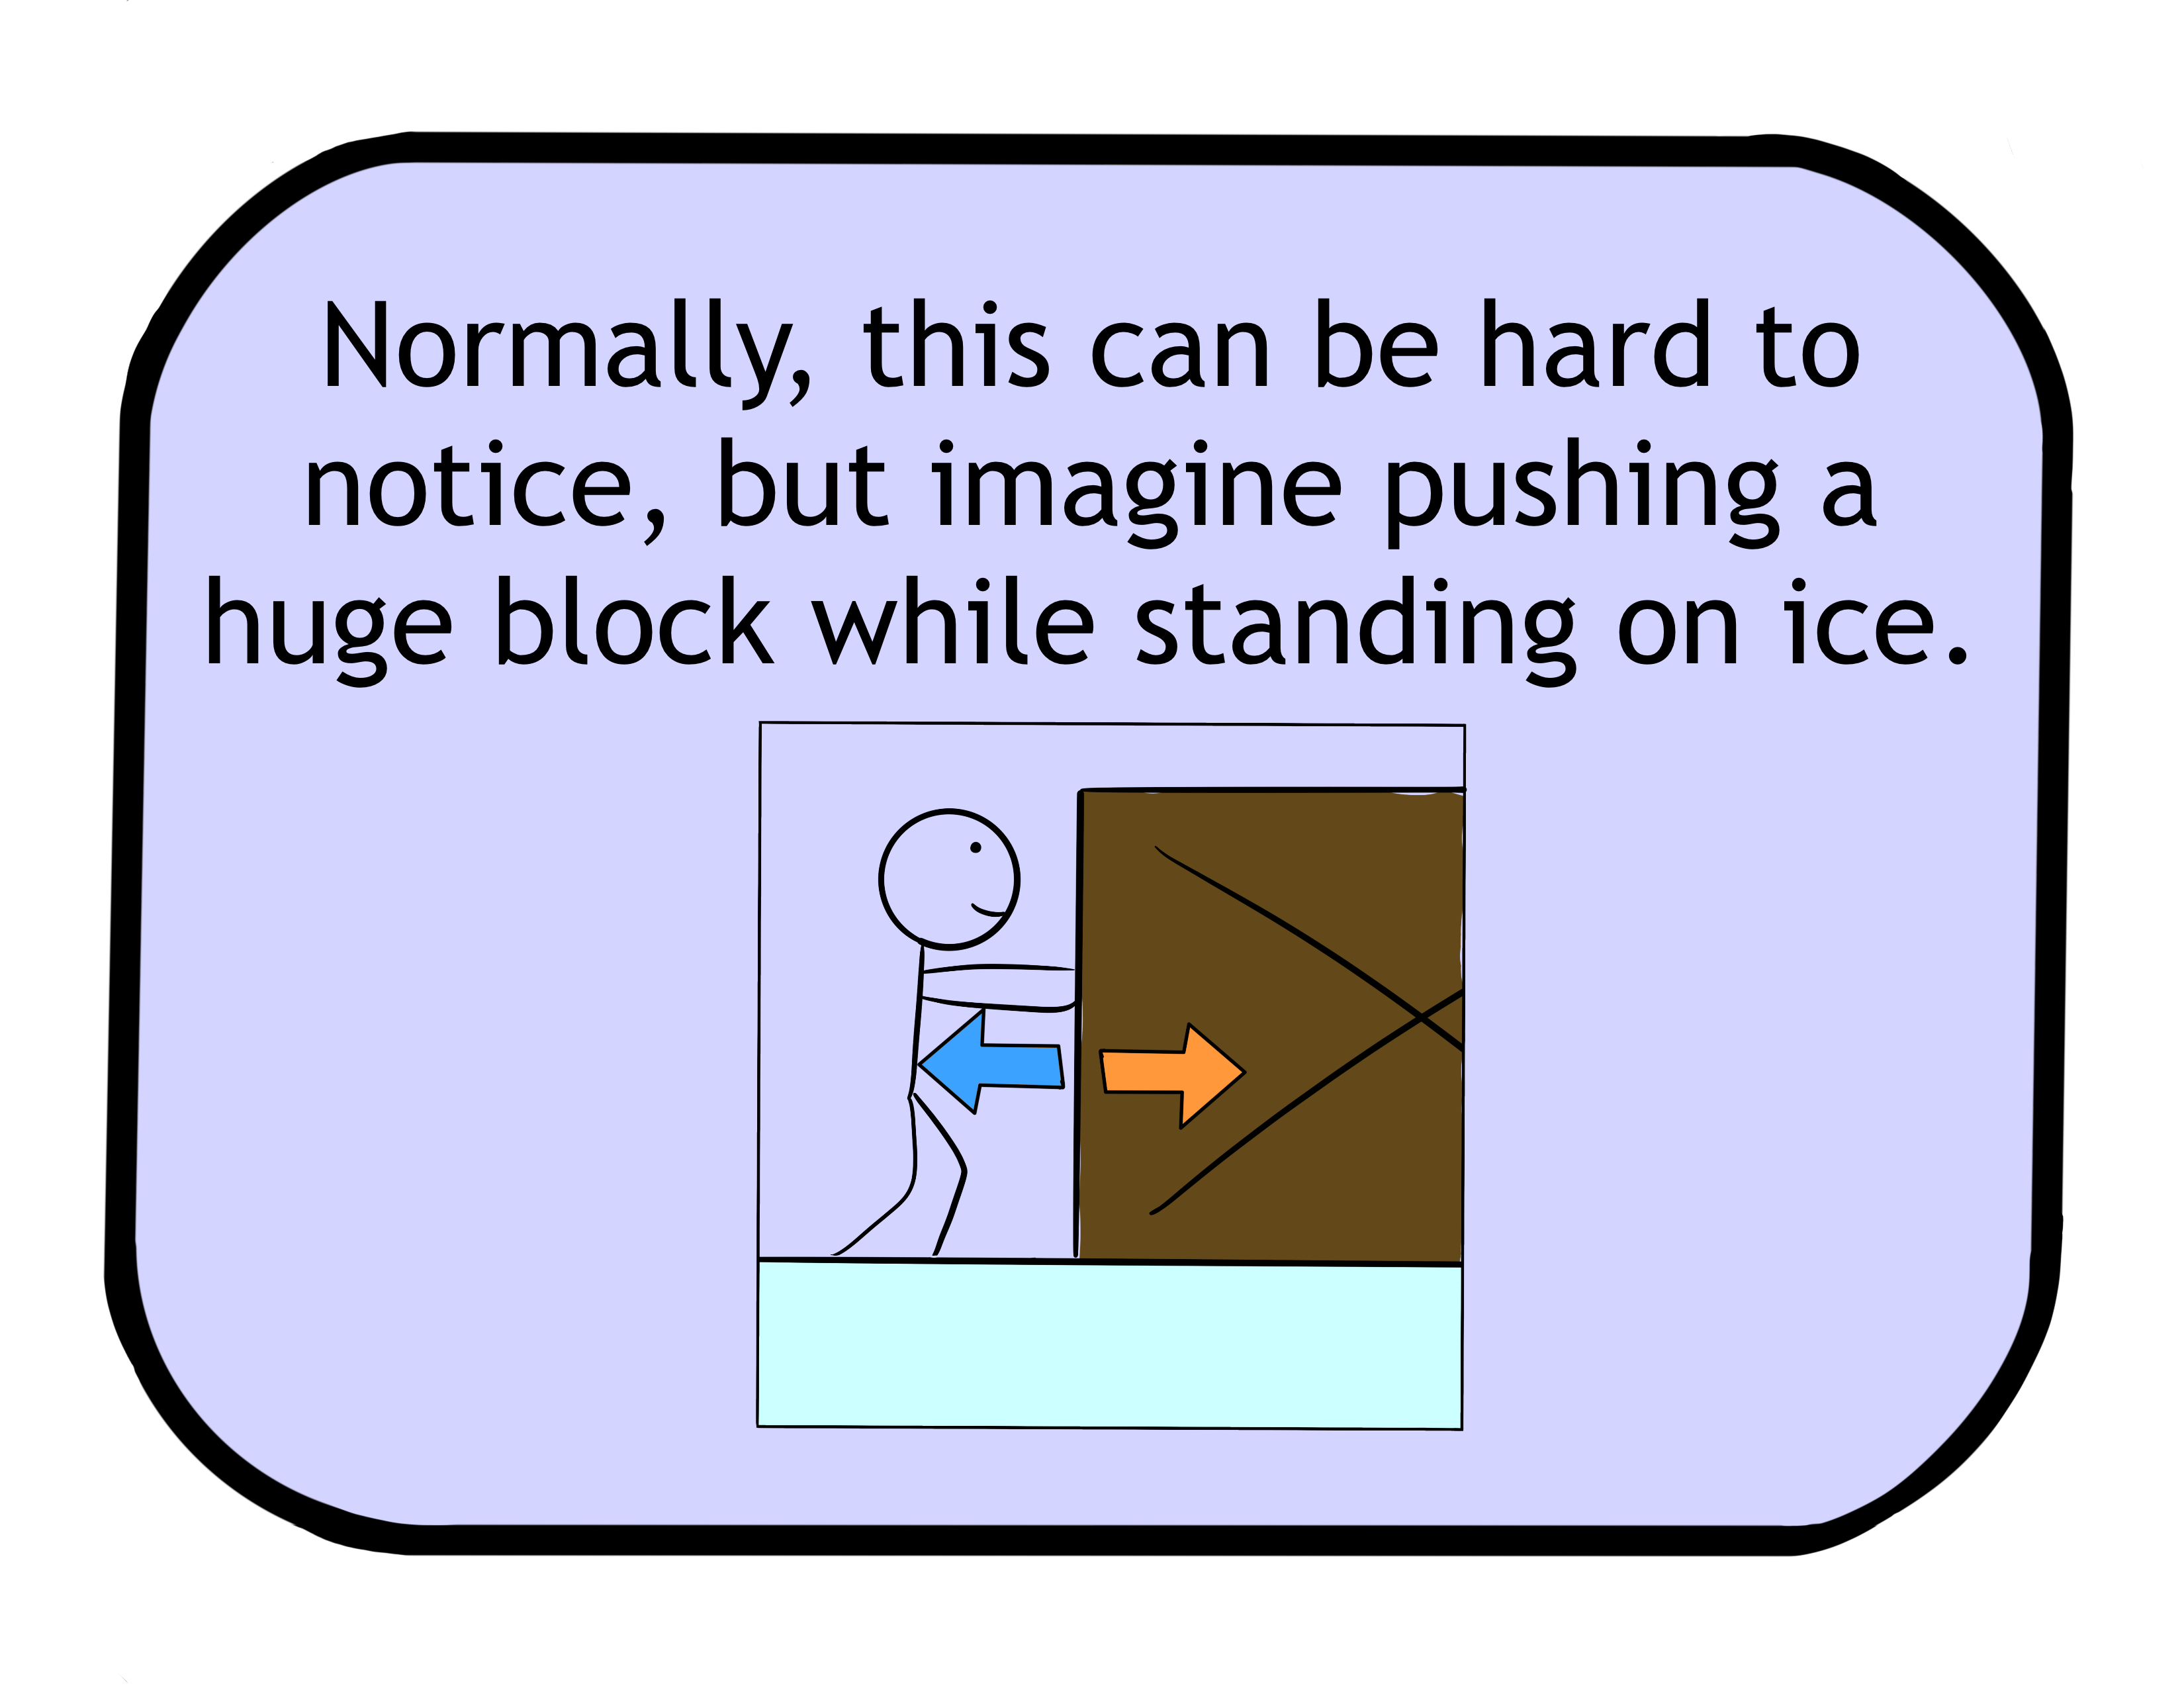 Normally, this can be hard to
notice, but imagine pushing a
huge block while standing on ice.